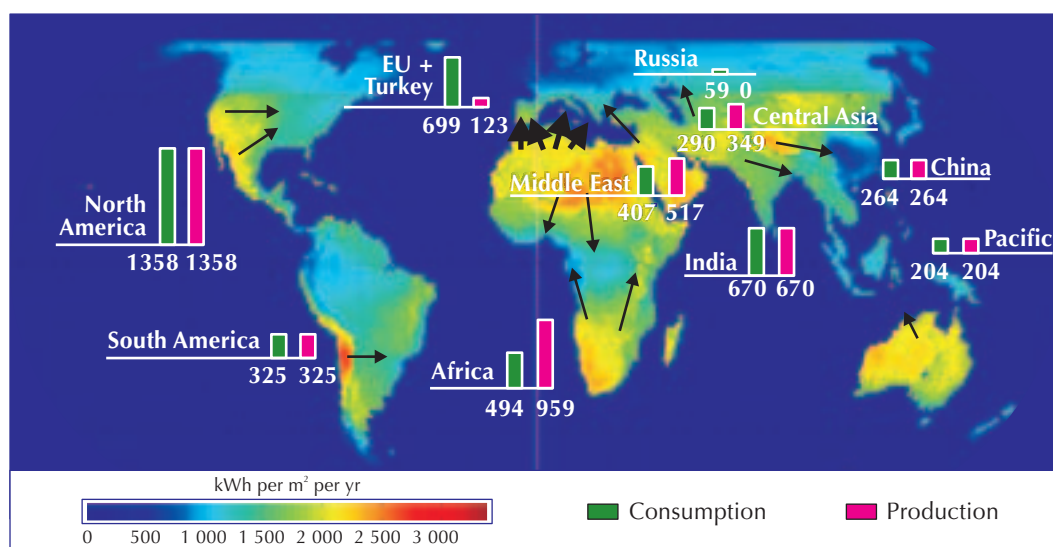 EU +
Turkey
699 123
Russia
59 0
Central Asia
290 349
North
America
1358 1358
Middle East
407 517
China
264 264
India
670 670
Pacific
204 204
South America
325 325
Africa
494 959
kWh per m² per yr
0 500 1 000 1 500 2 000 2 500 3 000
Consumption
Production